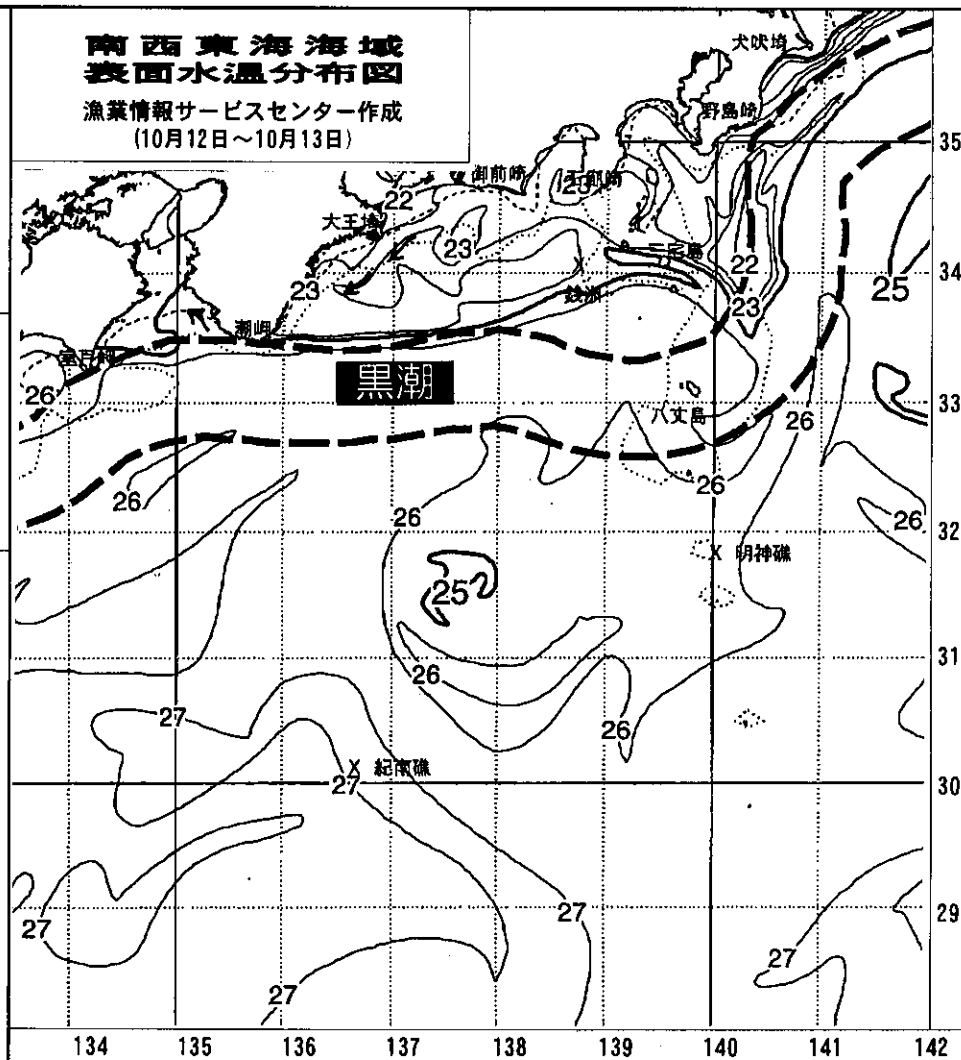 南西東海海域
表面水温分布図
漁業情報サービスセンター作成
(10月12日～10月13日)
犬吠埼
野島崎
35
御前崎
23
22
大王埼
23
三宅島
22
34
25
23
銭洲
23
潮岬
室戸岬
黒潮
26
八丈島
33
26
26
26
26
26
32
X 明神礁
25
31
26
26
27
X 紀南礁
27
30
27
27
29
27
27
134
135
136
137
138
139
140
141
142